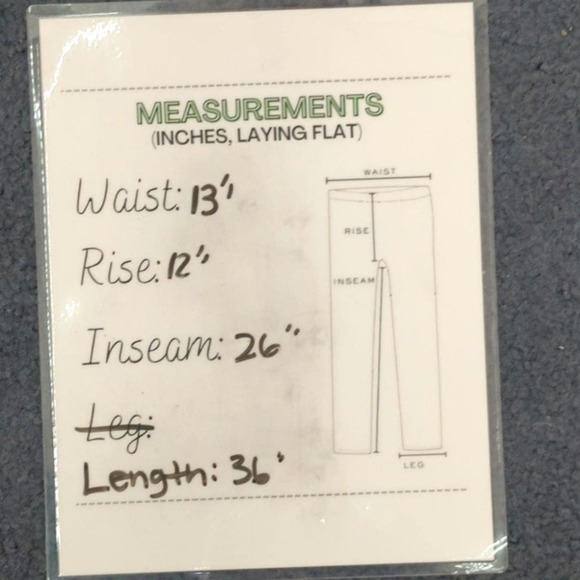 MEASUREMENTS
(INCHES, LAYING FLAT)
Waist: 13"
Rise: 12"
Inseam: 26"
Leg:
Length: 36"
WAIST
RISE
INSEAM
LEG